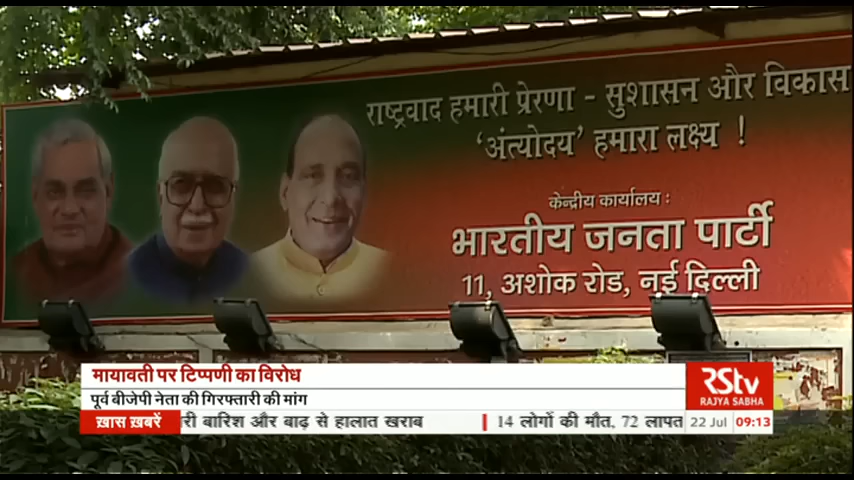 राष्ट्रवाद हमारी प्रेरणा - सुशासन और विकास
'अंत्योदय' हमारा लक्ष्य !
केन्द्रीय कार्यालय :
भारतीय जनता पार्टी
11, अशोक रोड, नई दिल्ली
मायावती पर टिप्पणी का विरोध
पूर्व बीजेपी नेता की गिरफ्तारी की मांग
RStv
RAJYA SABHA
ख़ास ख़बरें
री बारिश और बाढ़ से हालात खराब
14 लोगों की मौत, 72 लापत
22 Jul 09:13